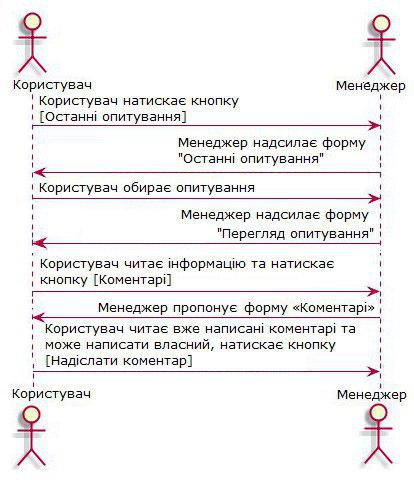 Користувач
Менеджер
Користувач натискає кнопку
[Останні опитування]
Менеджер надсилає форму
"Останні опитування"
Користувач обирає опитування
Менеджер надсилає форму
"Перегляд опитування"
Користувач читає інформацію та натискає
кнопку [Коментарі]
Менеджер пропонує форму «Коментарі»
Користувач читає вже написані коментарі та
може написати власний, натискає кнопку
[Надіслати коментар]
Користувач
Менеджер